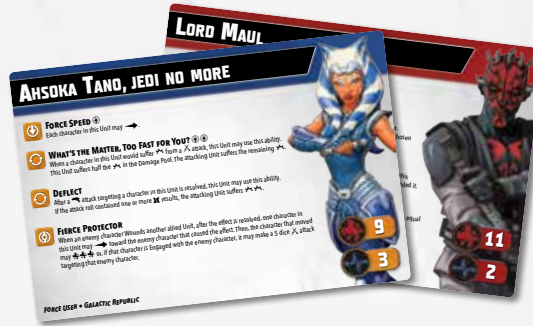 LORD MAUL
AHSOKA TANO, JEDI NO MORE
FORCE SPEED
Each character in this Unit may
WHAT'S THE MATTER, TOO FAST FOR YOU?
When a character in this Unit would suffer from a attack, this Unit may use this ability.
This Unit suffers half the in the Damage Pool. The attacking Unit suffers the remaining
DEFLECT
After a attack targeting a character in this Unit is resolved, this Unit may use this ability.
If the attack roll contained one or more results, the attacking Unit suffers
FIERCE PROTECTOR
When an enemy character Wounds another allied Unit, after the effect is resolved, one character in
this Unit may toward the enemy character that caused the effect. Then, the character that moved
may or, if that character is Engaged with the enemy character, it may make a 5 dice attack
targeting that enemy character.
FORCE USER • GALACTIC REPUBLIC
9
3
hosen
this
ded it.
equal
11
2